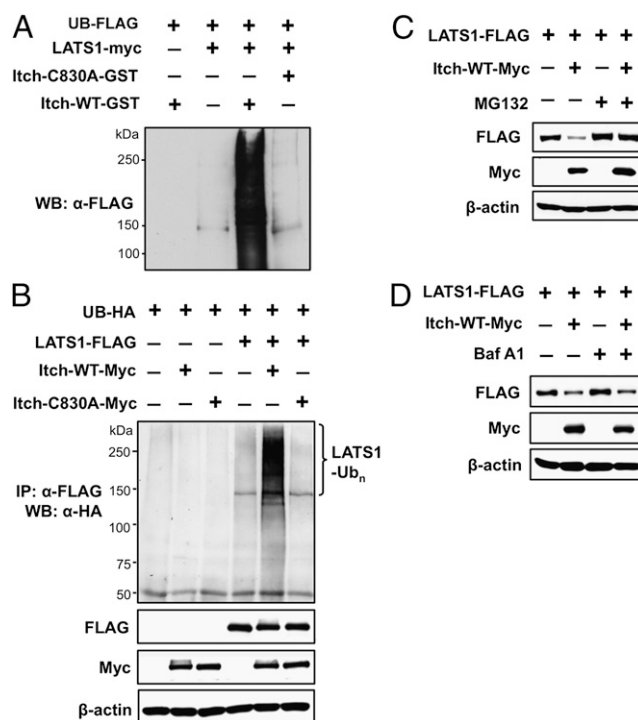 A
UB-FLAG + + + +
LATS1-myc – + + +
Itch-C830A-GST – – – +
Itch-WT-GST + – + –
kDa
250
WB: α-FLAG
150
100
B
UB-HA + + + + + +
LATS1-FLAG – – – + + +
Itch-WT-Myc – + – – + –
Itch-C830A-Myc – – + – – +
kDa
250
LATS1
-Ubn
IP: α-FLAG
150
WB: α-HA
100
75
50
FLAG
Myc
β-actin
C
LATS1-FLAG + + + +
Itch-WT-Myc – + – +
MG132 – – + +
FLAG
Myc
β-actin
D
LATS1-FLAG + + + +
Itch-WT-Myc – + – +
Baf A1 – – + +
FLAG
Myc
β-actin